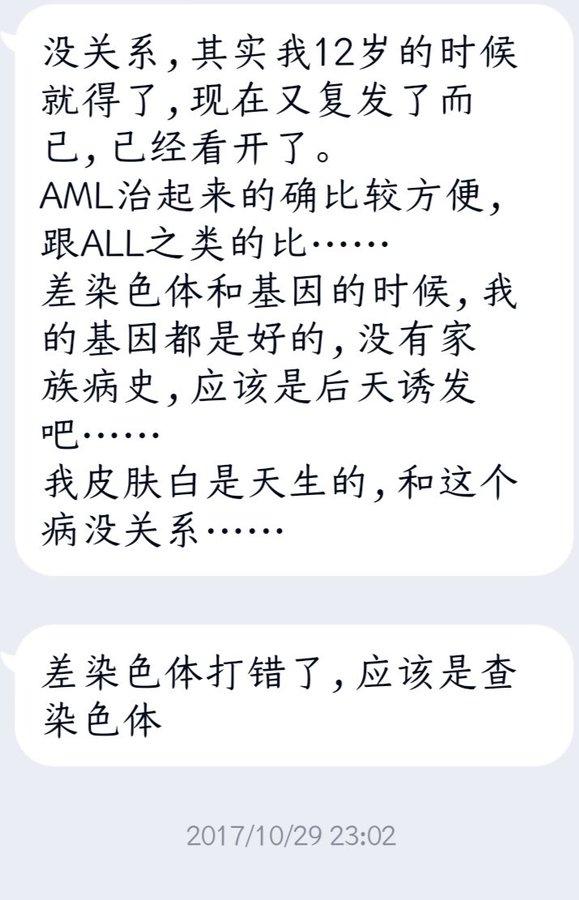 没关系,其实我12岁的时候
就得了,现在又复发了而
已,已经看开了。
AML治起来的确比较方便,
跟ALL之类的比⋯⋯
差染色体和基因的时候,我
的基因都是好的,没有家
族病史,应该是后天诱发
吧⋯⋯
我皮肤白是天生的,和这个
病没关系⋯⋯
差染色体打错了,应该是查
染色体
2017/10/29 23:02